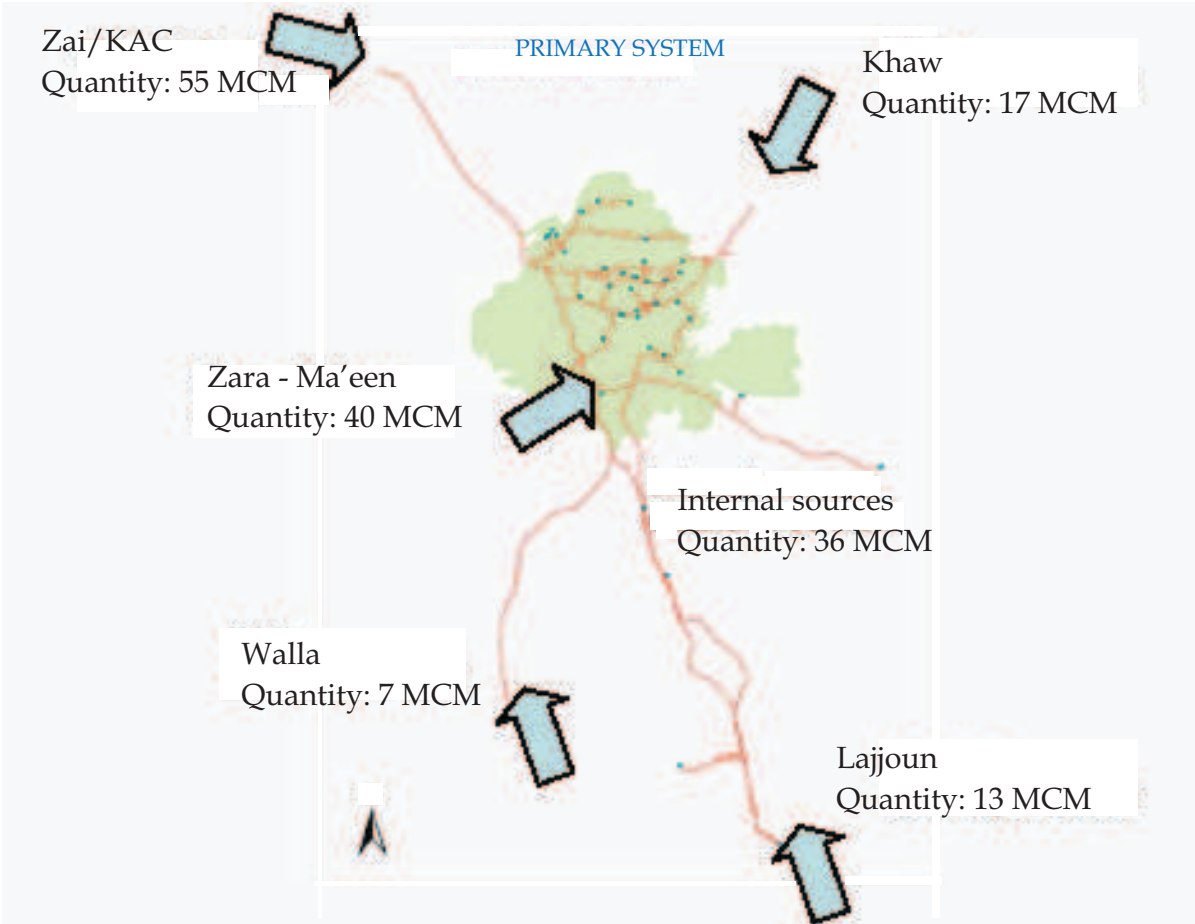 Zai/KAC
Quantity: 55 MCM
PRIMARY SYSTEM
Khaw
Quantity: 17 MCM
Zara - Ma’een
Quantity: 40 MCM
Internal sources
Quantity: 36 MCM
Walla
Quantity: 7 MCM
Lajjoun
Quantity: 13 MCM